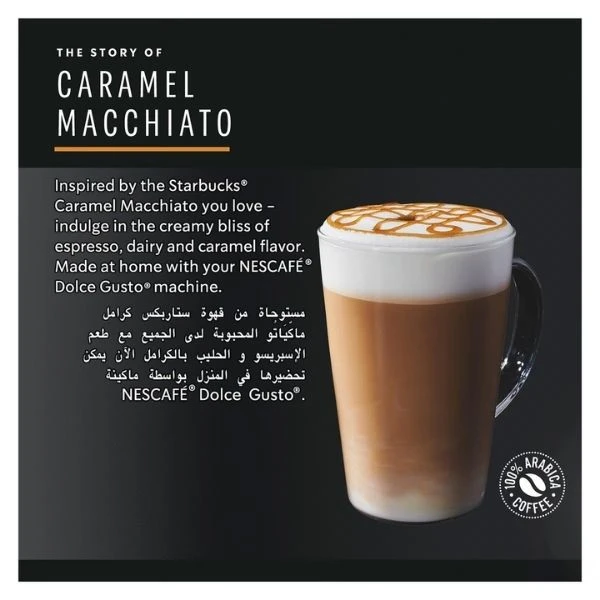 THE STORY OF
CARAMEL
MACCHIATO
Inspired by the Starbucks®
Caramel Macchiato you love –
indulge in the creamy bliss of
espresso, dairy and caramel flavor.
Made at home with your NESCAFÉ®
Dolce Gusto® machine.
مستوحاة من قهوة ستاربكس كرامل
ماكياتو المحبوبة لدى الجميع مع طعم
الإسبريسو و الحليب بالكرامل الآن يمكن
تحضيرها في المنزل بواسطة ماكينة
NESCAFÉ® Dolce Gusto®.
100% ARABICA
• COFFEE •